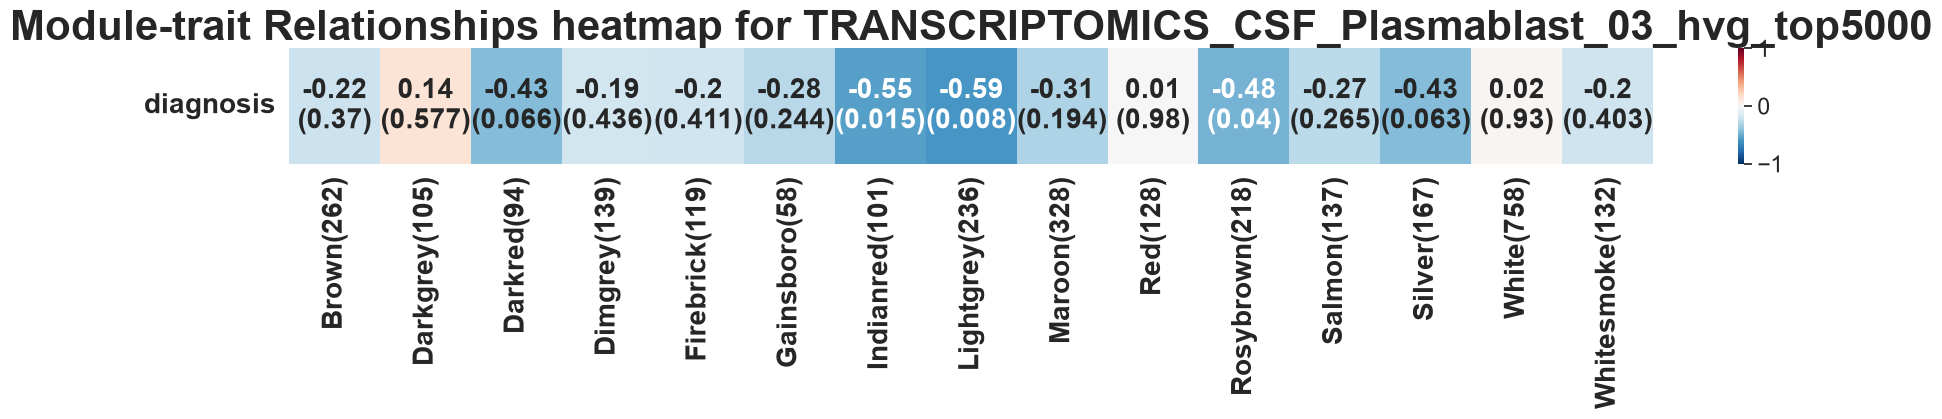 Module-trait Relationships heatmap for TRANSCRIPTOMICS_CSF_Plasmablast_03_hvg_top5000
diagnosis
-0.22 0.14 -0.43 -0.19 -0.2 -0.28 -0.55 -0.59 -0.31 0.01 -0.48 -0.27 -0.43 0.02 -0.2
(0.37) (0.577) (0.066) (0.436) (0.411) (0.244) (0.015) (0.008) (0.194) (0.98) (0.04) (0.265) (0.063) (0.93) (0.403)
Brown(262)
Darkgrey(105)
Darkred(94)
Dimgrey(139)
Firebrick(119)
Gainsboro(58)
Indianred(101)
Lightgrey(236)
Maroon(328)
Red(128)
Rosybrown(218)
Salmon(137)
Silver(167)
White(758)
Whitesmoke(132)
1
0
−1